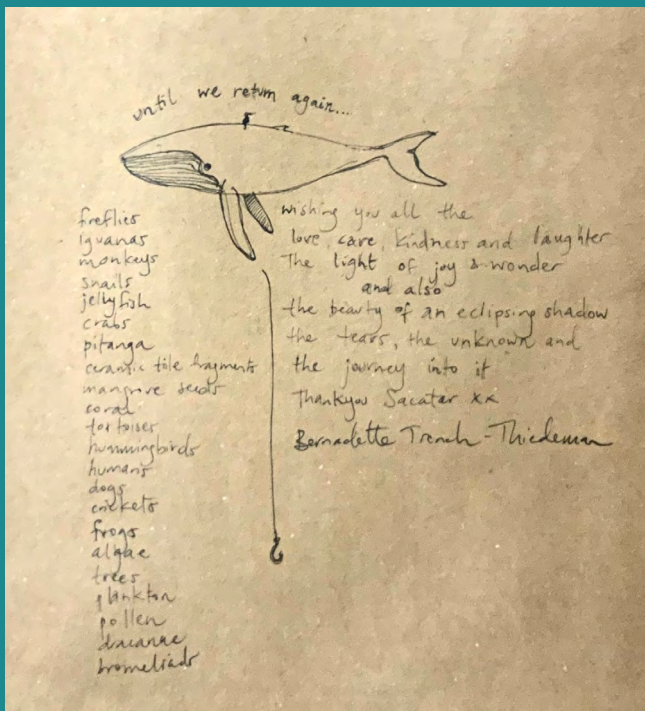 until we return again...
fireflies
iguanas
monkeys
snails
jellyfish
crabs
pitanga
ceramic tile fragments
mangrove seeds
coral
tortoises
hummingbirds
humans
dogs
crickets
frogs
algae
trees
plankton
pollen
dracanae
bromeliads
wishing you all the
love, care, kindness and laughter
The light of joy & wonder
and also
the beauty of an eclipsing shadow
the tears, the unknown and
the journey into it
Thankyou Sacatar xx
Bernadette Trench-Thiedeman